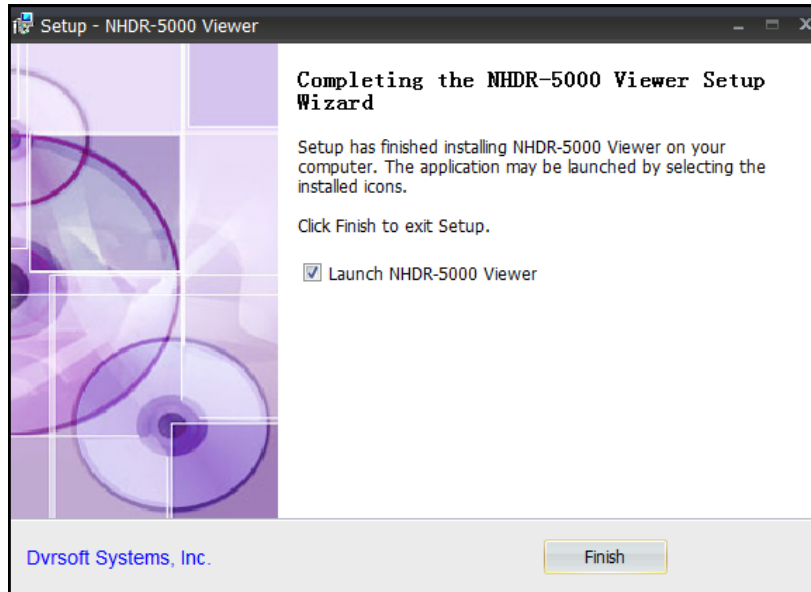 Setup - NHDR-5000 Viewer
Completing the NHDR-5000 Viewer Setup
Wizard
Setup has finished installing NHDR-5000 Viewer on your
computer. The application may be launched by selecting the
installed icons.
Click Finish to exit Setup.
Launch NHDR-5000 Viewer
Dvrsoft Systems, Inc.
Finish